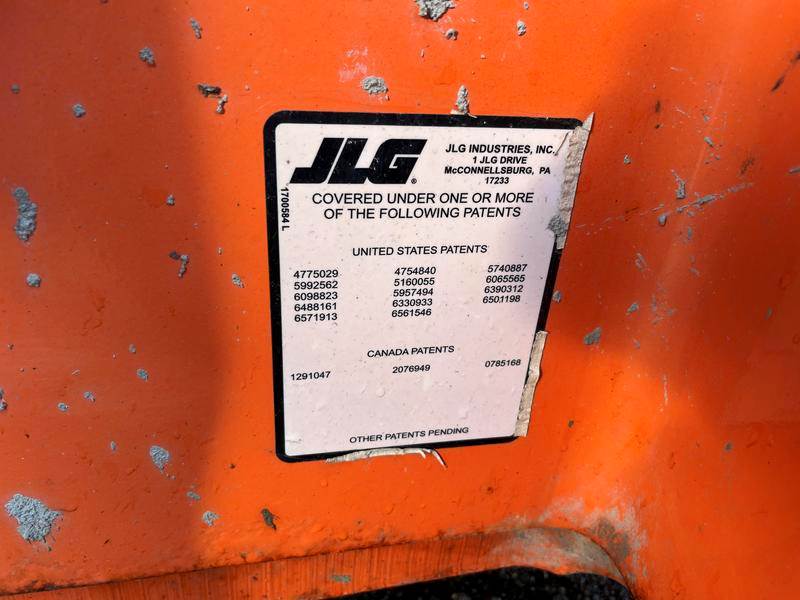 JLG
JLG INDUSTRIES, INC.
1 JLG DRIVE
McCONNELLSBURG, PA
17233
1700584 L
COVERED UNDER ONE OR MORE
OF THE FOLLOWING PATENTS
UNITED STATES PATENTS
4775029 4754840 5740887
5992562 5160055 6065565
6098823 5957494 6390312
6488161 6330933 6501198
6571913 6561546
CANADA PATENTS
1291047 2076949 0785168
OTHER PATENTS PENDING